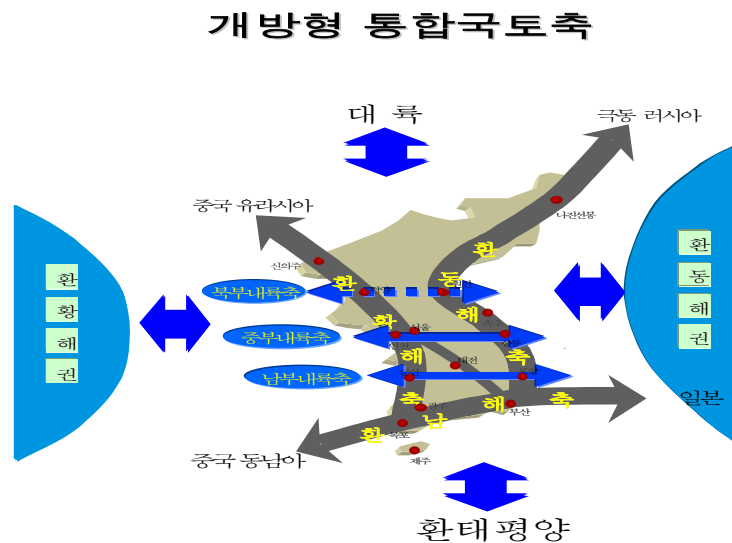 개방형 통합국토축
대 륙
극동 러시아
중국 유라시아
나진선봉
신의주
환
동
해
축
환
황
해
축
환
남
해
축
북부내륙축
중부내륙축
남부내륙축
서울
대전
부산
목포
제주
환
황
해
권
환
동
해
권
일본
중국 동남아
환태평양